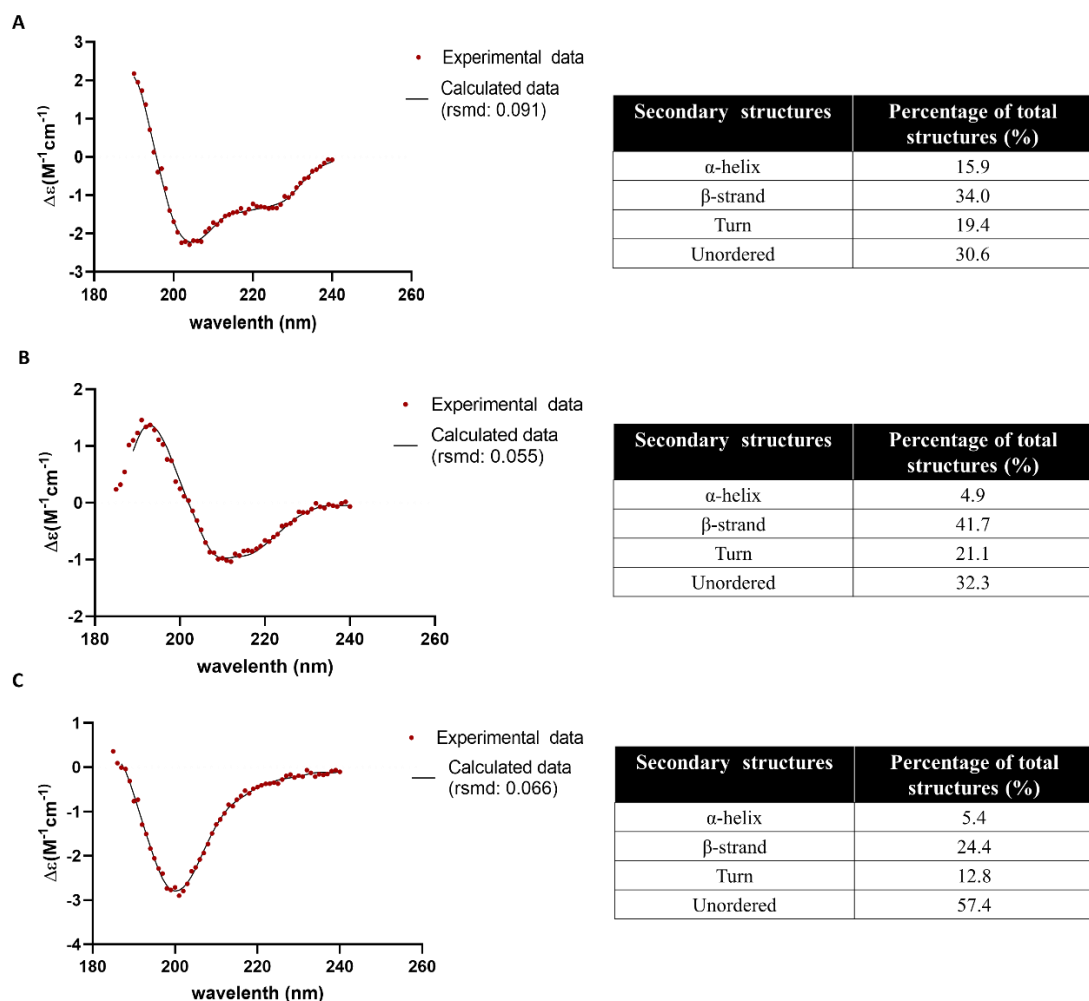 A
3
2
1
0
-1
-2
-3
180
200
220
240
260
Δε(M⁻¹cm⁻¹)
wavelenth (nm)
Experimental data
Calculated data
(rsmd: 0.091)
Secondary structures
Percentage of total
structures (%)
α-helix 15.9
β-strand 34.0
Turn 19.4
Unordered 30.6
B
2
1
0
-1
-2
180
200
220
240
260
Δε(M⁻¹cm⁻¹)
wavelenth (nm)
Experimental data
Calculated data
(rsmd: 0.055)
Secondary structures
Percentage of total
structures (%)
α-helix 4.9
β-strand 41.7
Turn 21.1
Unordered 32.3
C
1
0
-1
-2
-3
-4
180
200
220
240
260
Δε(M⁻¹cm⁻¹)
wavelenth (nm)
Experimental data
Calculated data
(rsmd: 0.066)
Secondary structures
Percentage of total
structures (%)
α-helix 5.4
β-strand 24.4
Turn 12.8
Unordered 57.4